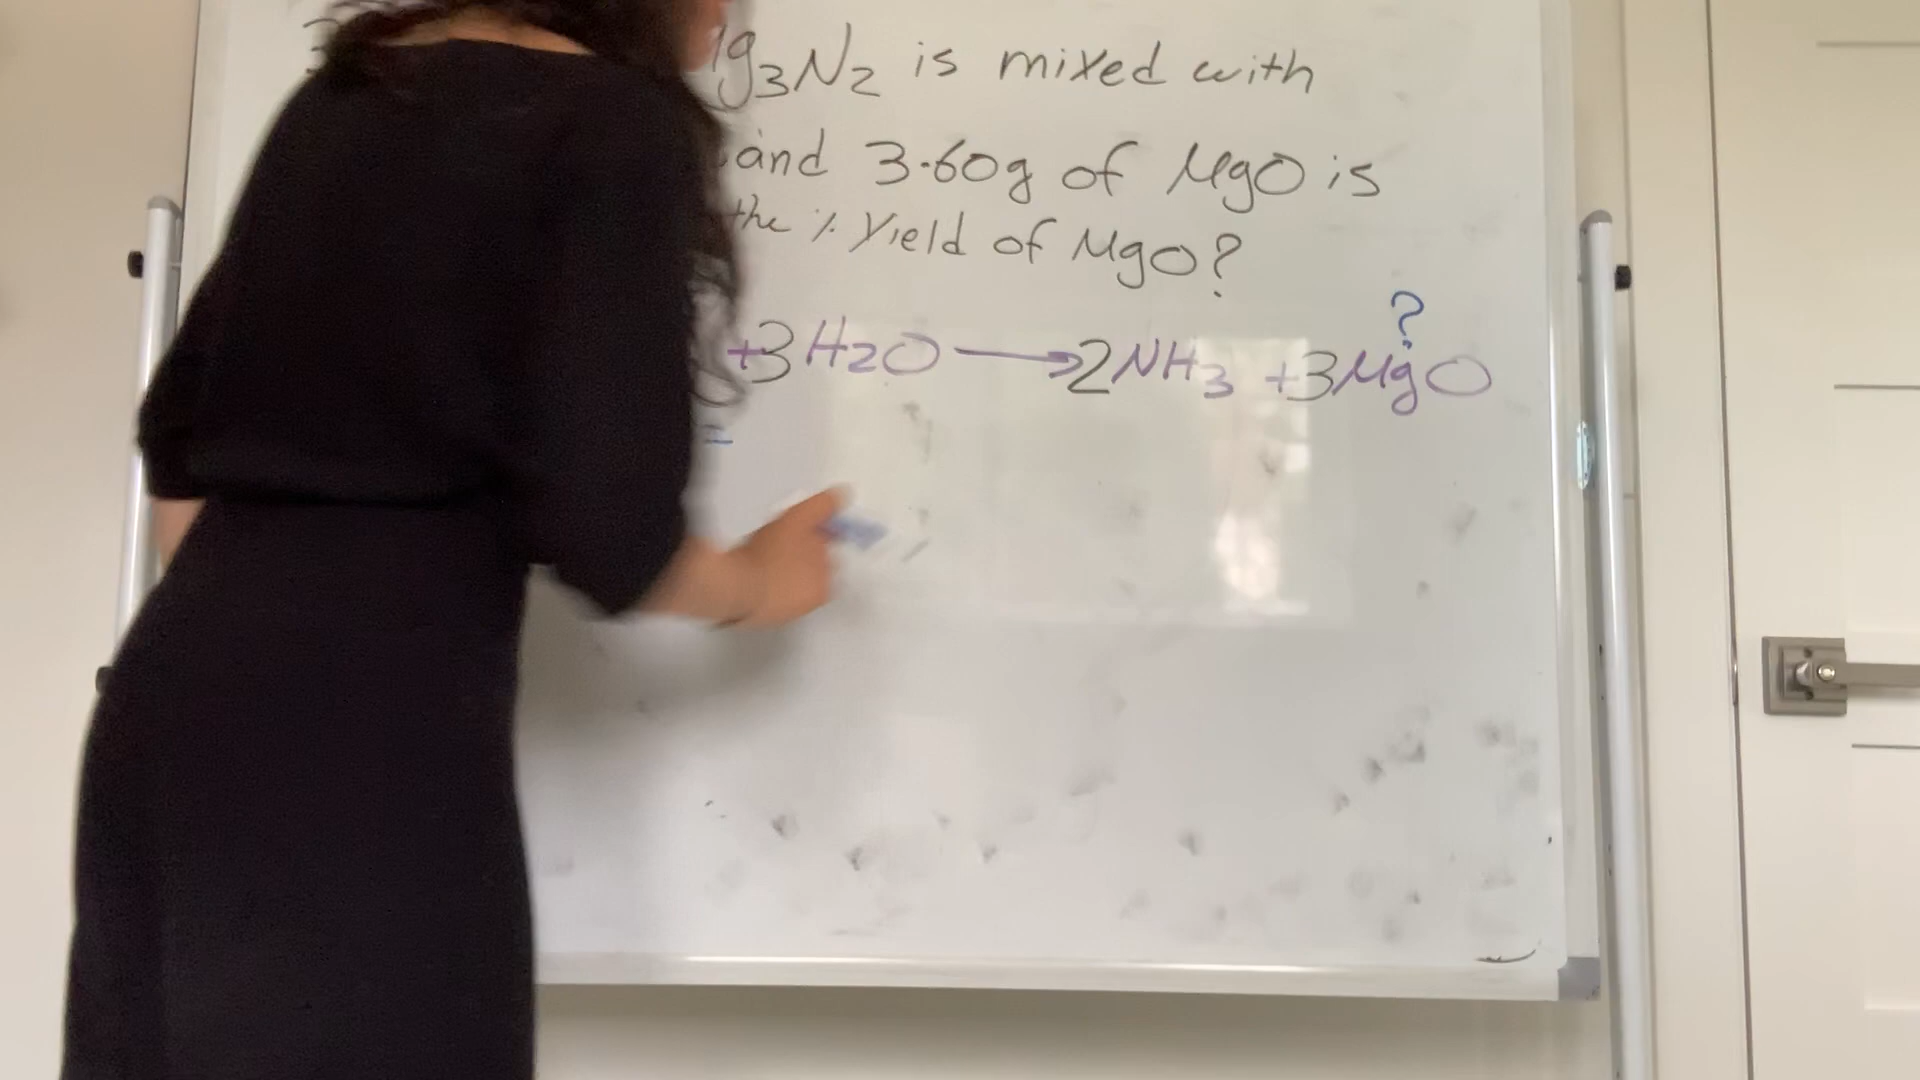 g3N2 is mixed with
and 3.60g of MgO is
the % Yield of MgO?
?
+3H2O → 2NH3 +3MgO
=